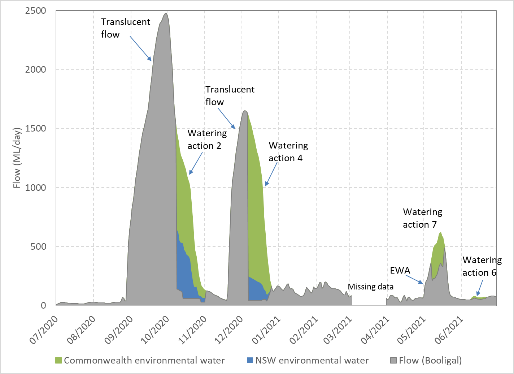 2500
2000
1500
1000
500
0
Flow (ML/day)
Translucent
flow
Translucent
flow
Watering
action 2
Watering
action 4
Watering
action 7
EWA
Watering
action 6
Missing data
07/2020
08/2020
09/2020
10/2020
11/2020
12/2020
01/2021
02/2021
03/2021
04/2021
05/2021
06/2021
Commonwealth environmental water
NSW environmental water
Flow (Booligal)